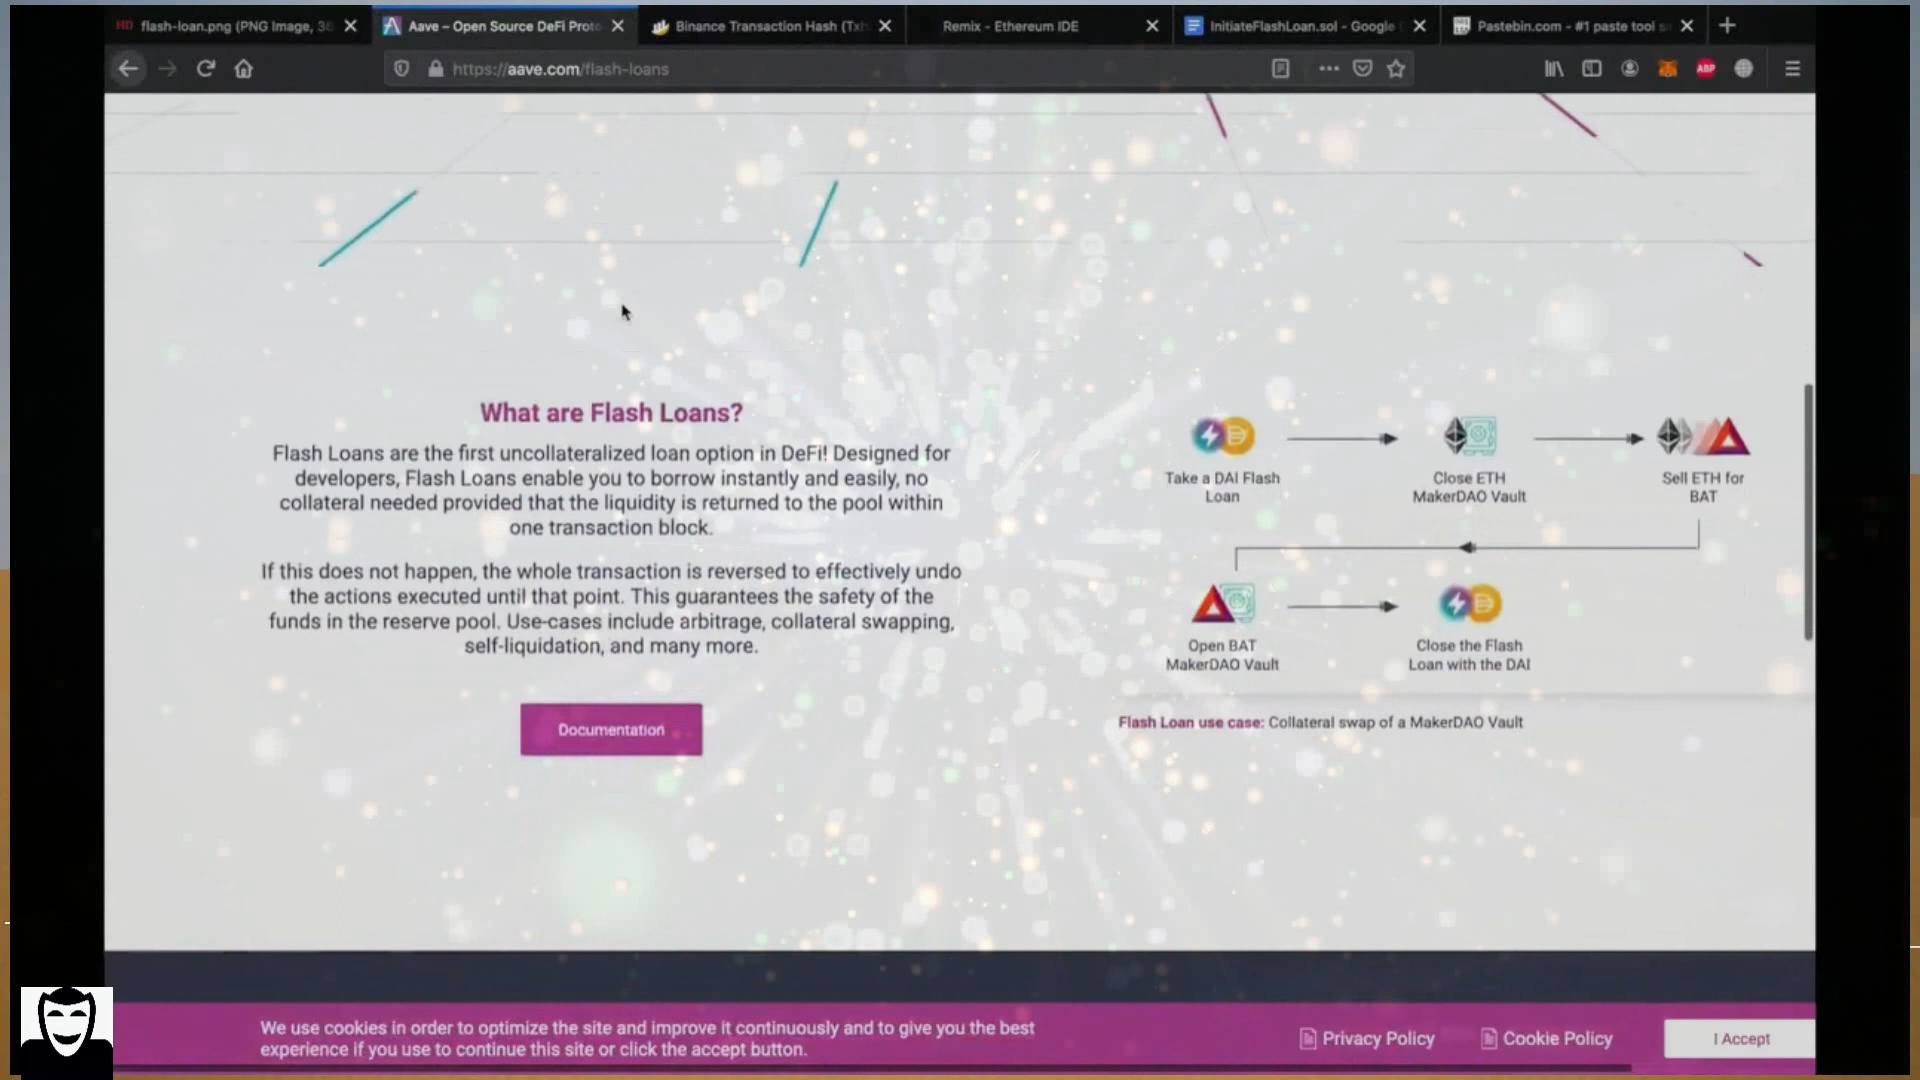 HD flash-loan.png (PNG Image, 36
Aave – Open Source DeFi Proto
Binance Transaction Hash (Txh
Remix - Ethereum IDE
InitiateFlashLoan.sol - Google
Pastebin.com - #1 paste tool
https://aave.com/flash-loans
ABP
What are Flash Loans?
Flash Loans are the first uncollateralized loan option in DeFi! Designed for
developers, Flash Loans enable you to borrow instantly and easily, no
collateral needed provided that the liquidity is returned to the pool within
one transaction block.
If this does not happen, the whole transaction is reversed to effectively undo
the actions executed until that point. This guarantees the safety of the
funds in the reserve pool. Use-cases include arbitrage, collateral swapping,
self-liquidation, and many more.
Documentation
Take a DAI Flash
Loan
Close ETH
MakerDAO Vault
Sell ETH for
BAT
Open BAT
MakerDAO Vault
Close the Flash
Loan with the DAI
Flash Loan use case: Collateral swap of a MakerDAO Vault
We use cookies in order to optimize the site and improve it continuously and to give you the best
experience if you use to continue this site or click the accept button.
Privacy Policy
Cookie Policy
I Accept